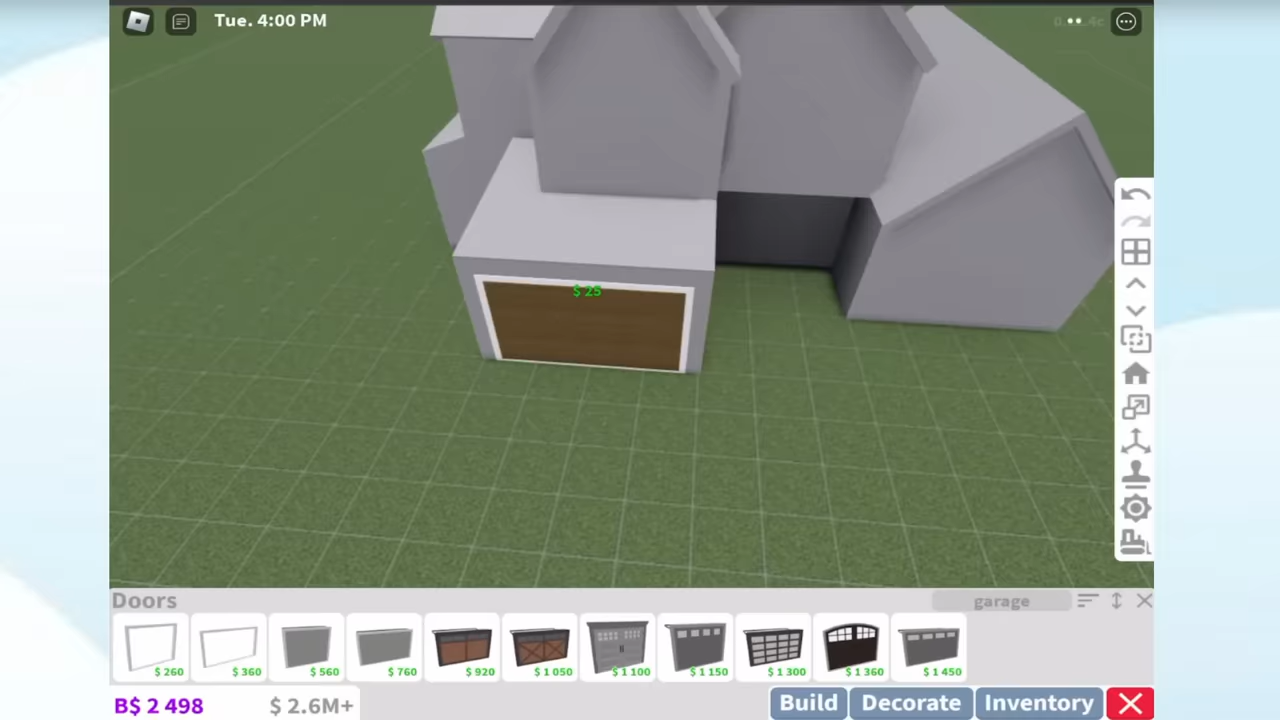 Tue. 4:00 PM
$ 25
Doors
garage
$ 260
$ 360
$ 560
$ 760
$ 920
$ 1 050
$ 1 100
$ 1 150
$ 1 300
$ 1 360
$ 1 450
B$ 2 498
$ 2.6M+
Build
Decorate
Inventory